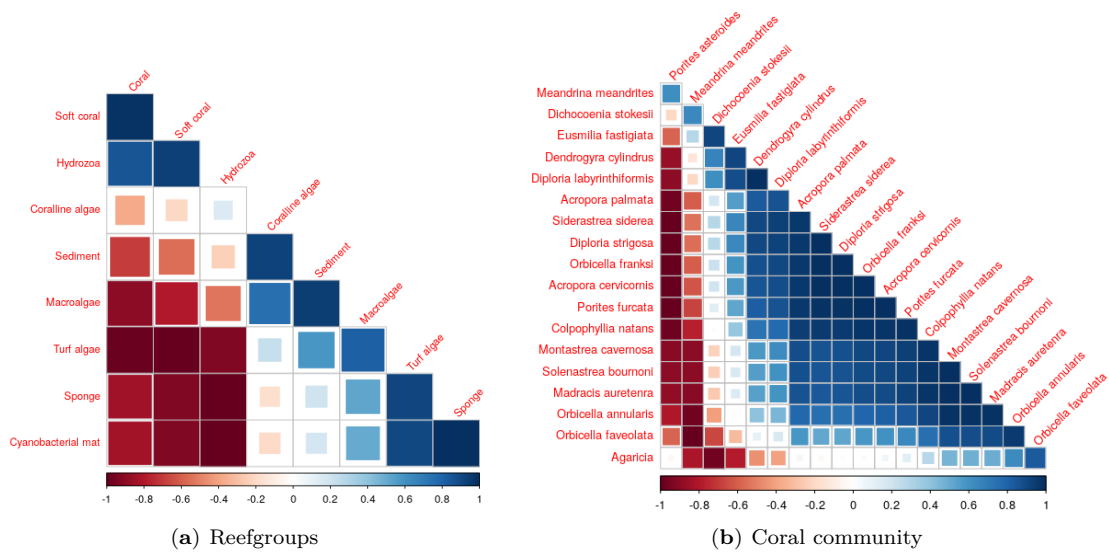 Coral
Soft coral
Soft coral
Hydrozoa
Hydrozoa
Coralline algae
Coralline algae
Sediment
Sediment
Macroalgae
Macroalgae
Turf algae
Turf algae
Sponge
Sponge
Cyanobacterial mat
-1 -0.8 -0.6 -0.4 -0.2 0 0.2 0.4 0.6 0.8 1
(a) Reefgroups
Porites asteroides
Meandrina meandrites
Meandrina meandrites
Dichocoenia stokesii
Dichocoenia stokesii
Eusmilia fastigiata
Eusmilia fastigiata
Dendrogyra cylindrus
Dendrogyra cylindrus
Diploria labyrinthiformis
Diploria labyrinthiformis
Acropora palmata
Acropora palmata
Siderastrea siderea
Siderastrea siderea
Diploria strigosa
Diploria strigosa
Orbicella franksi
Orbicella franksi
Acropora cervicornis
Acropora cervicornis
Porites furcata
Porites furcata
Colpophyllia natans
Colpophyllia natans
Montastrea cavernosa
Montastrea cavernosa
Solenastrea bournoni
Solenastrea bournoni
Madracis auretenra
Madracis auretenra
Orbicella annularis
Orbicella annularis
Orbicella faveolata
Orbicella faveolata
Agaricia
-1 -0.8 -0.6 -0.4 -0.2 0 0.2 0.4 0.6 0.8 1
(b) Coral community